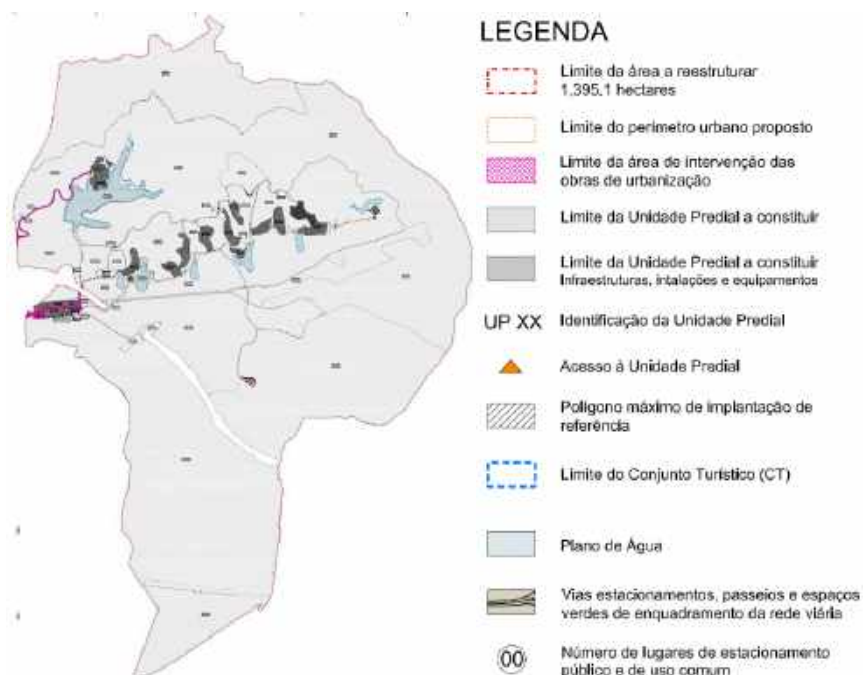 LEGENDA
Limite da área a reestruturar
1.395.1 hectares
Limite do perímetro urbano proposto
Limite da área de intervenção das
obras de urbanização
Limite da Unidade Predial a constituir
Limite da Unidade Predial a constituir
Infraestruturas, intalações e equipamentos
UP XX Identificação da Unidade Predial
Acesso à Unidade Predial
Polígono máximo de implantação de
referência
Limite do Conjunto Turístico (CT)
Plano de Água
Vias estacionamentos, passeios e espaços
verdes de enquadramento da rede viária
00 Número de lugares de estacionamento
público e de uso comum